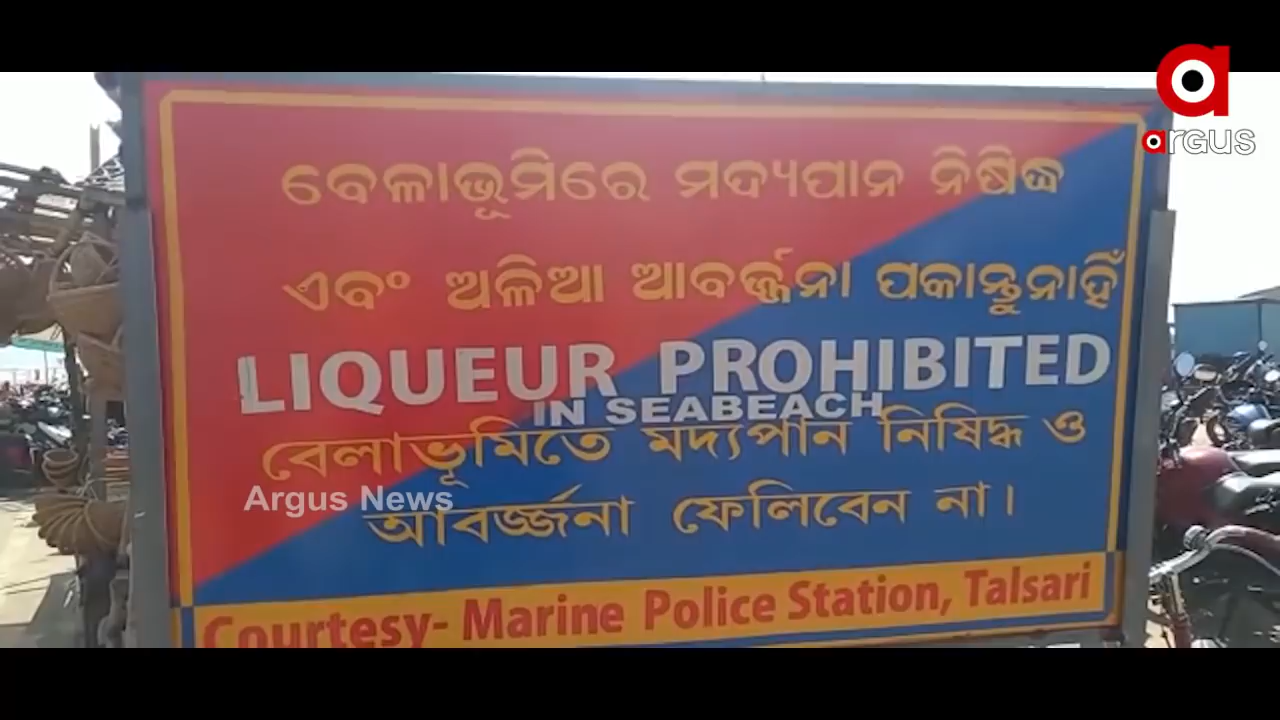 argus
ବେଳାଭୂମିରେ ମଦ୍ୟପାନ ନିଷିଦ୍ଧ
ଏବଂ ଅଳିଆ ଆବର୍ଜ୍ଜନା ପକାନ୍ତୁନାହିଁ
LIQUEUR PROHIBITED
IN SEABEACH
বেলাভূমিতে মদ্যপান নিষিদ্ধ ও
আবর্জ্জনা ফেলিবেন না।
Argus News
Courtesy- Marine Police Station, Talsari